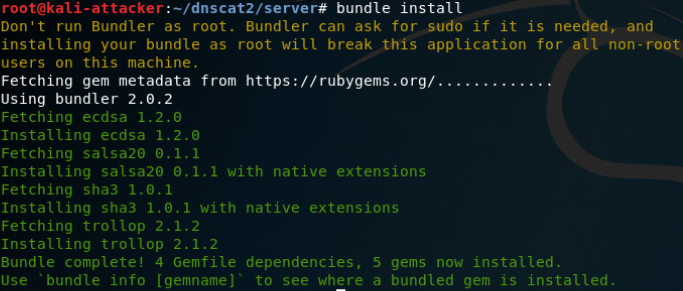 root@kali-attacker:~/dnscat2/server# bundle install
Don't run Bundler as root. Bundler can ask for sudo if it is needed, and
installing your bundle as root will break this application for all non-root
users on this machine.
Fetching gem metadata from https://rubygems.org/.............
Using bundler 2.0.2
Fetching ecdsa 1.2.0
Installing ecdsa 1.2.0
Fetching salsa20 0.1.1
Installing salsa20 0.1.1 with native extensions
Fetching sha3 1.0.1
Installing sha3 1.0.1 with native extensions
Fetching trollop 2.1.2
Installing trollop 2.1.2
Bundle complete! 4 Gemfile dependencies, 5 gems now installed.
Use `bundle info [gemname]` to see where a bundled gem is installed.